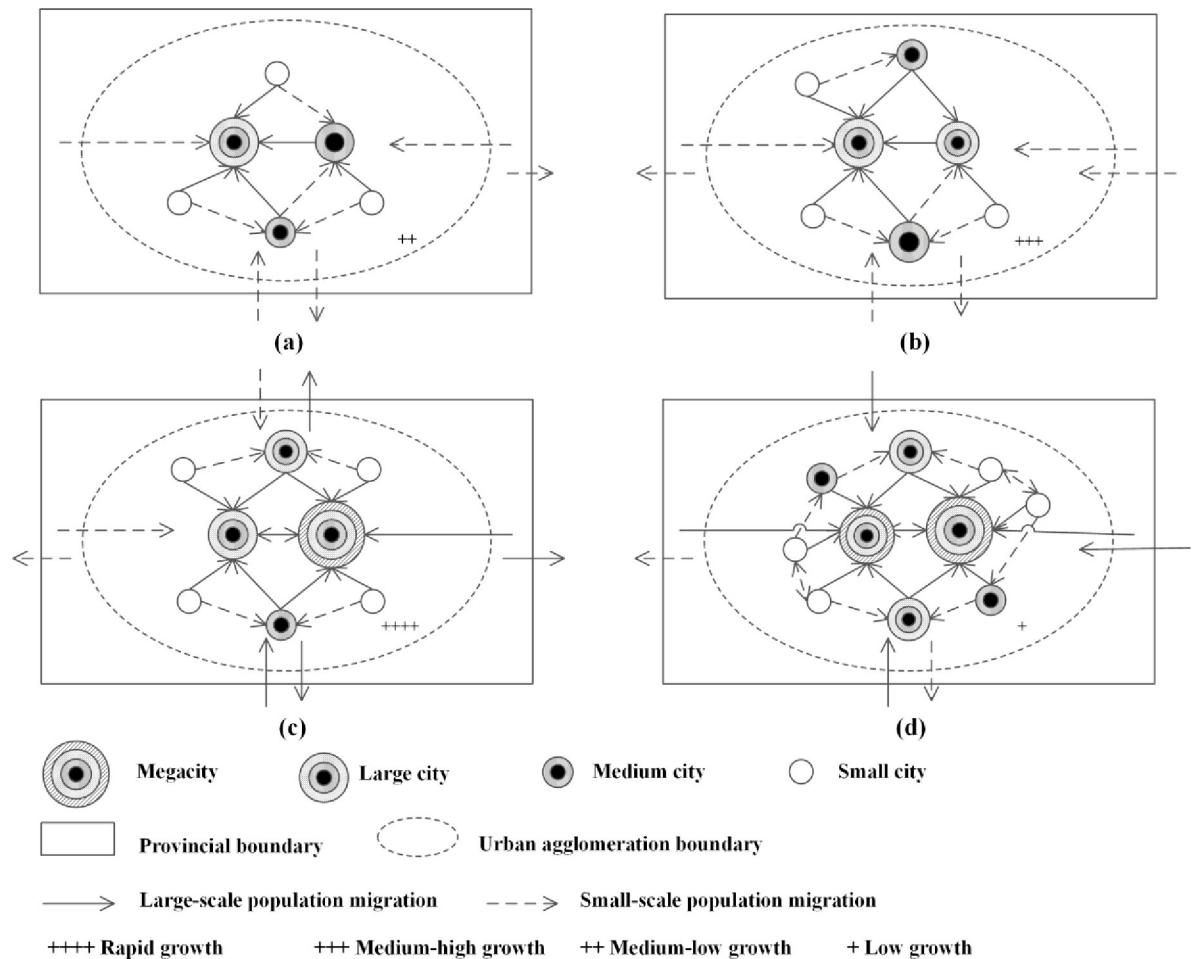 ++
+++
(a)
(b)
++++
+
(c)
(d)
Megacity
Large city
Medium city
Small city
Provincial boundary
Urban agglomeration boundary
Large-scale population migration
Small-scale population migration
++++ Rapid growth
+++ Medium-high growth
++ Medium-low growth
+ Low growth